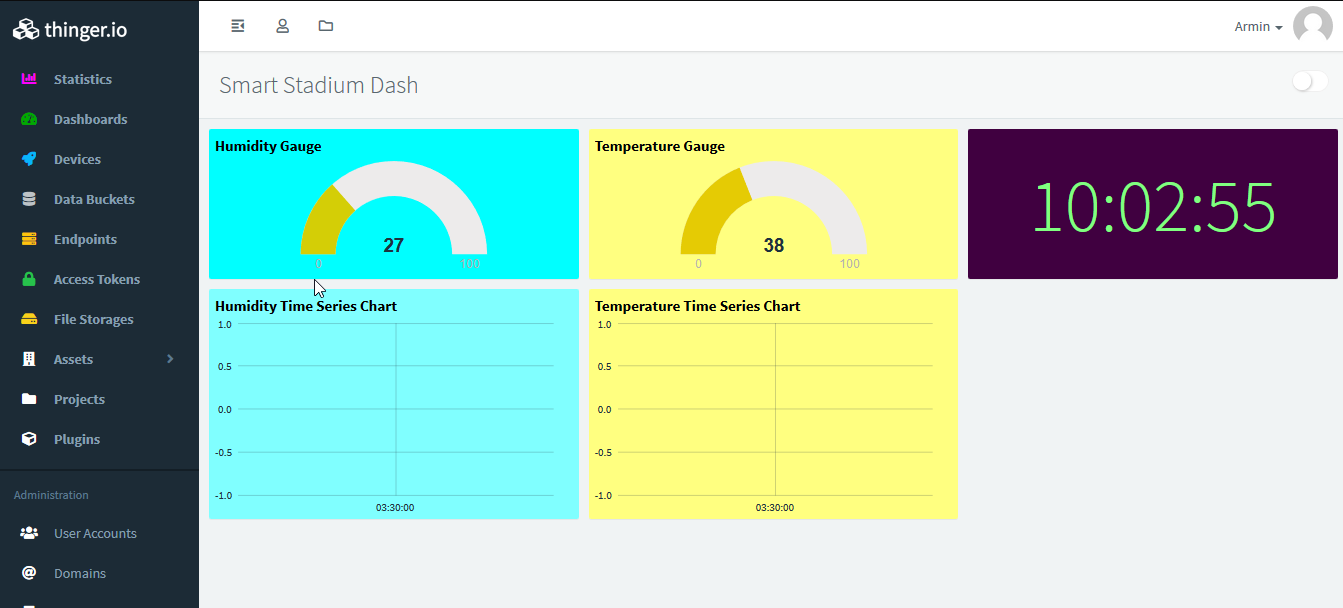 thinger.io
Armin
Statistics
Dashboards
Devices
Data Buckets
Endpoints
Access Tokens
File Storages
Assets
Projects
Plugins
Administration
User Accounts
Domains
Smart Stadium Dash
Humidity Gauge
27
0 100
Temperature Gauge
38
0 100
10:02:55
Humidity Time Series Chart
1.0
0.5
0.0
-0.5
-1.0
03:30:00
Temperature Time Series Chart
1.0
0.5
0.0
-0.5
-1.0
03:30:00